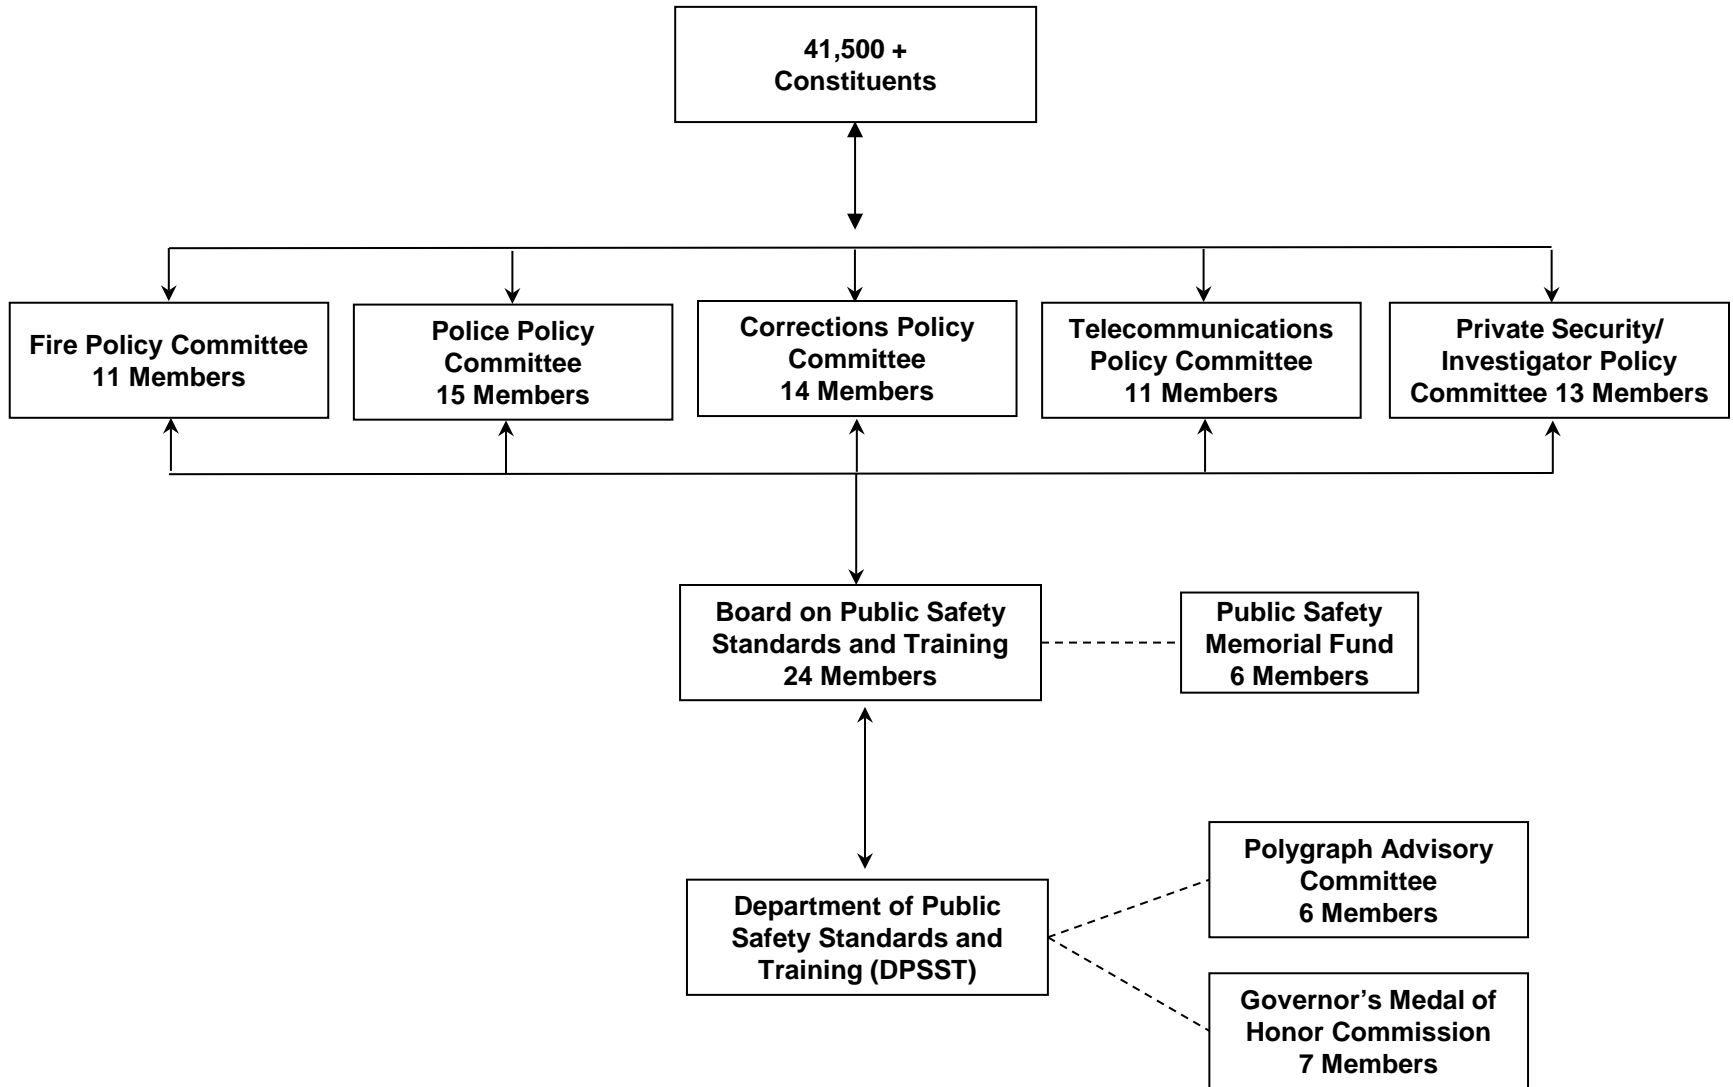 41,500 +
Constituents
Fire Policy Committee
11 Members
Police Policy
Committee
15 Members
Corrections Policy
Committee
14 Members
Telecommunications
Policy Committee
11 Members
Private Security/
Investigator Policy
Committee 13 Members
Board on Public Safety
Standards and Training
24 Members
Public Safety
Memorial Fund
6 Members
Department of Public
Safety Standards and
Training (DPSST)
Polygraph Advisory
Committee
6 Members
Governor’s Medal of
Honor Commission
7 Members